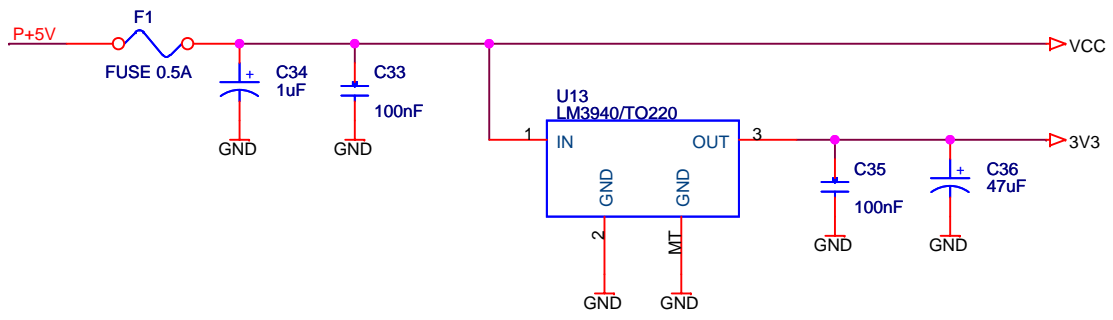 P+5V
F1
FUSE 0.5A
+
C34
1uF
GND
C33
100nF
GND
VCC
U13
LM3940/TO220
1
IN
OUT
3
GND
GND
2
MT
GND
GND
3V3
C35
100nF
GND
+
C36
47uF
GND